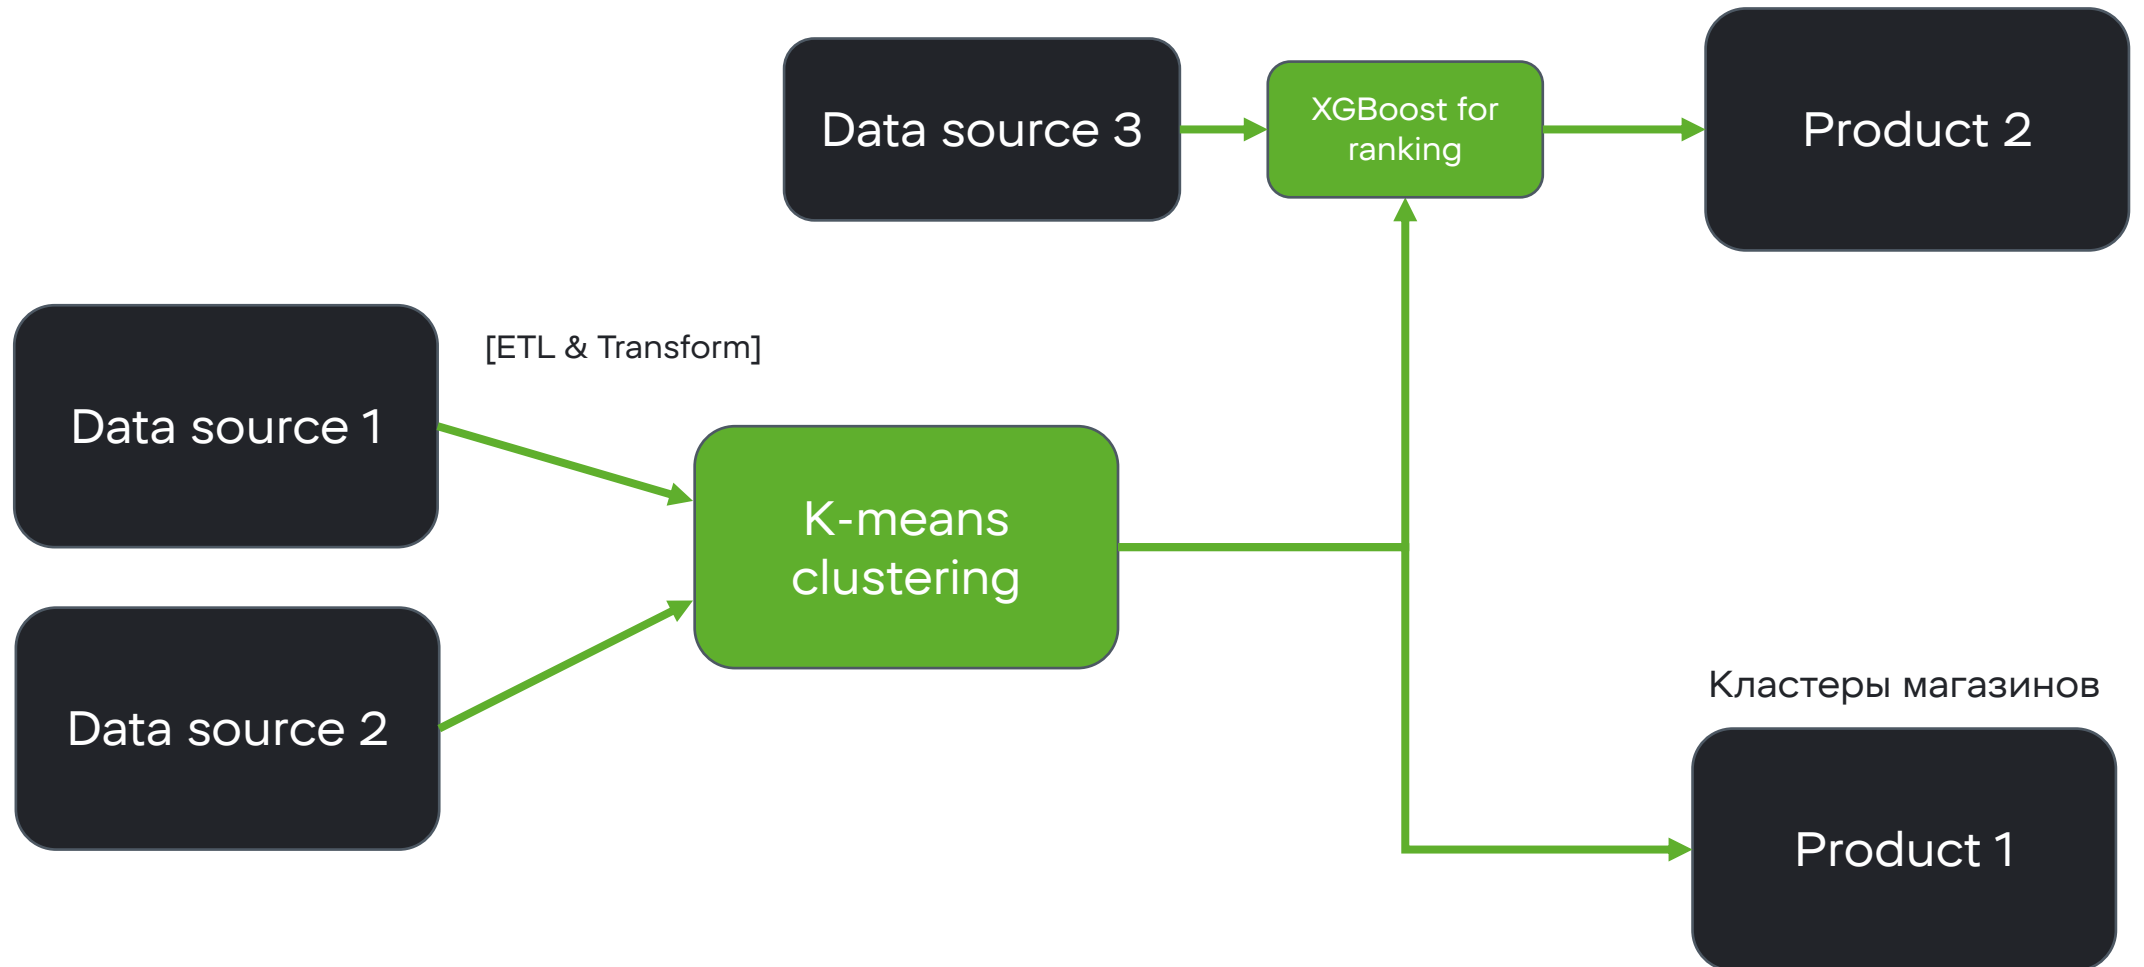 Data source 3
XGBoost for
ranking
Product 2
[ETL & Transform]
Data source 1
K-means
clustering
Data source 2
Кластеры магазинов
Product 1